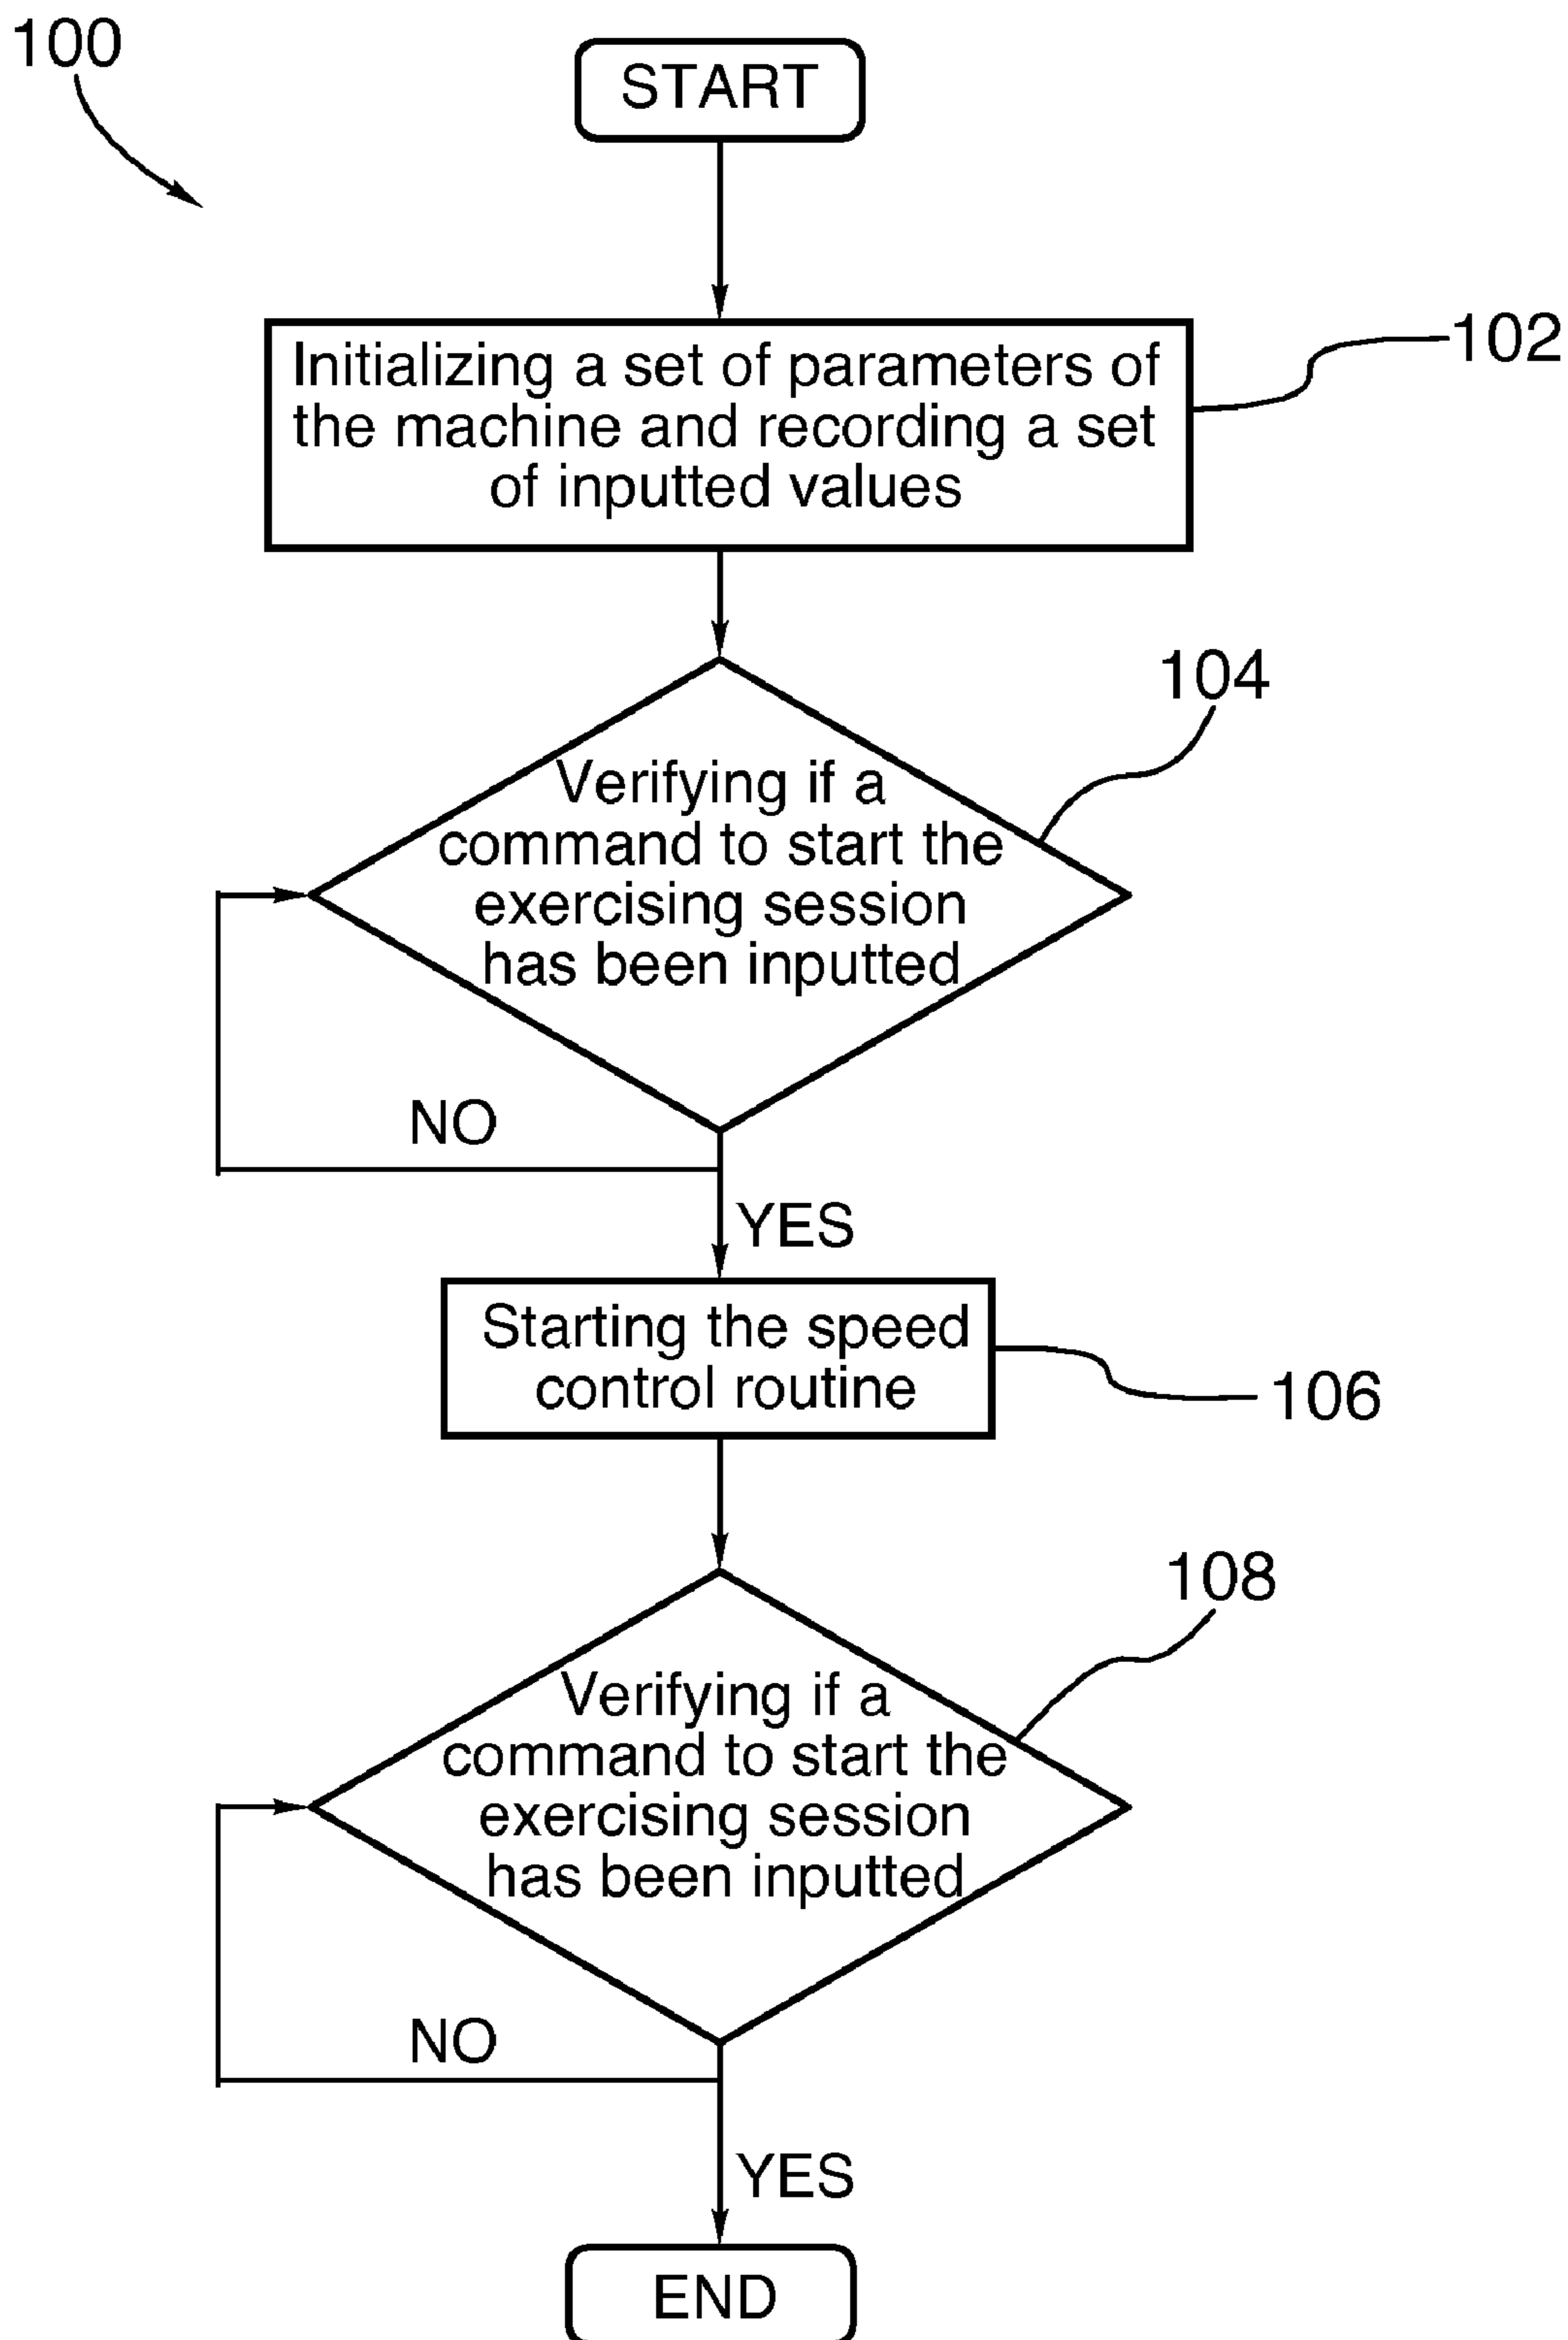 100
START
Initializing a set of parameters of
the machine and recording a set
of inputted values
102
104
Verifying if a
command to start the
exercising session
has been inputted
NO
YES
Starting the speed
control routine
106
108
Verifying if a
command to start the
exercising session
has been inputted
NO
YES
END